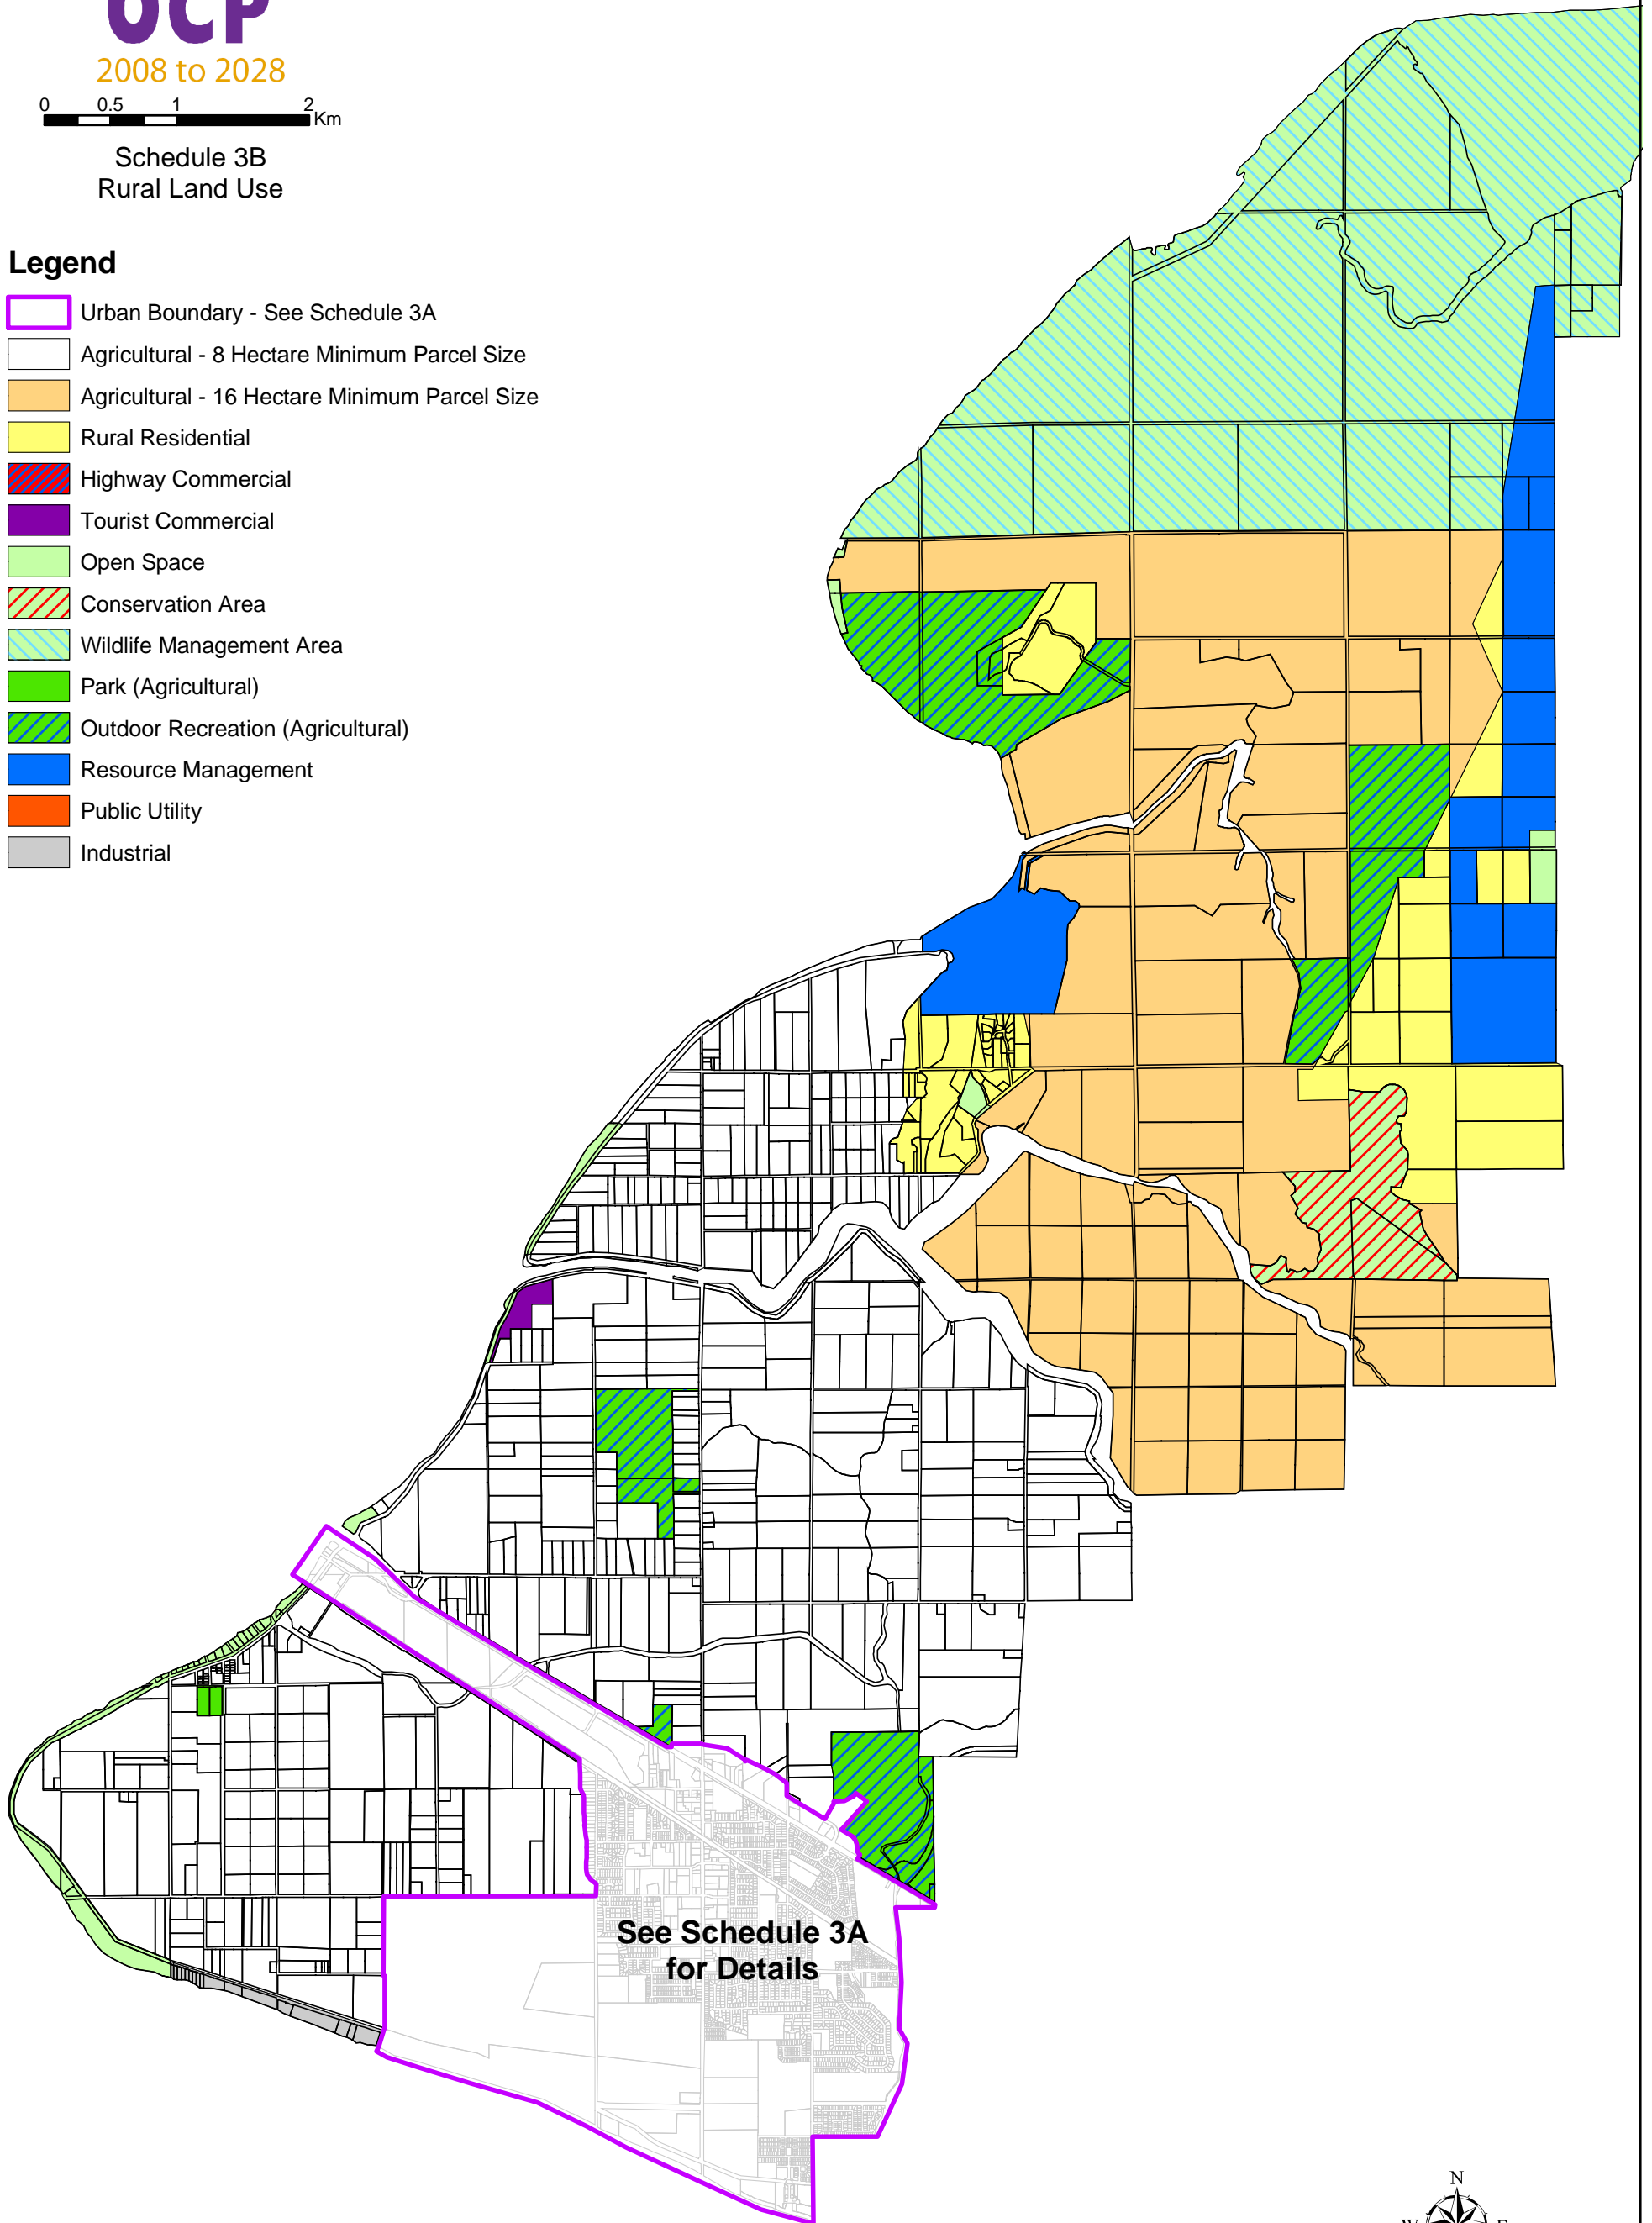 OCP
2008 to 2028
0 0.5 1 2
Km
Schedule 3B
Rural Land Use
Legend
Urban Boundary - See Schedule 3A
Agricultural - 8 Hectare Minimum Parcel Size
Agricultural - 16 Hectare Minimum Parcel Size
Rural Residential
Highway Commercial
Tourist Commercial
Open Space
Conservation Area
Wildlife Management Area
Park (Agricultural)
Outdoor Recreation (Agricultural)
Resource Management
Public Utility
Industrial
See Schedule 3A
for Details
N
W E